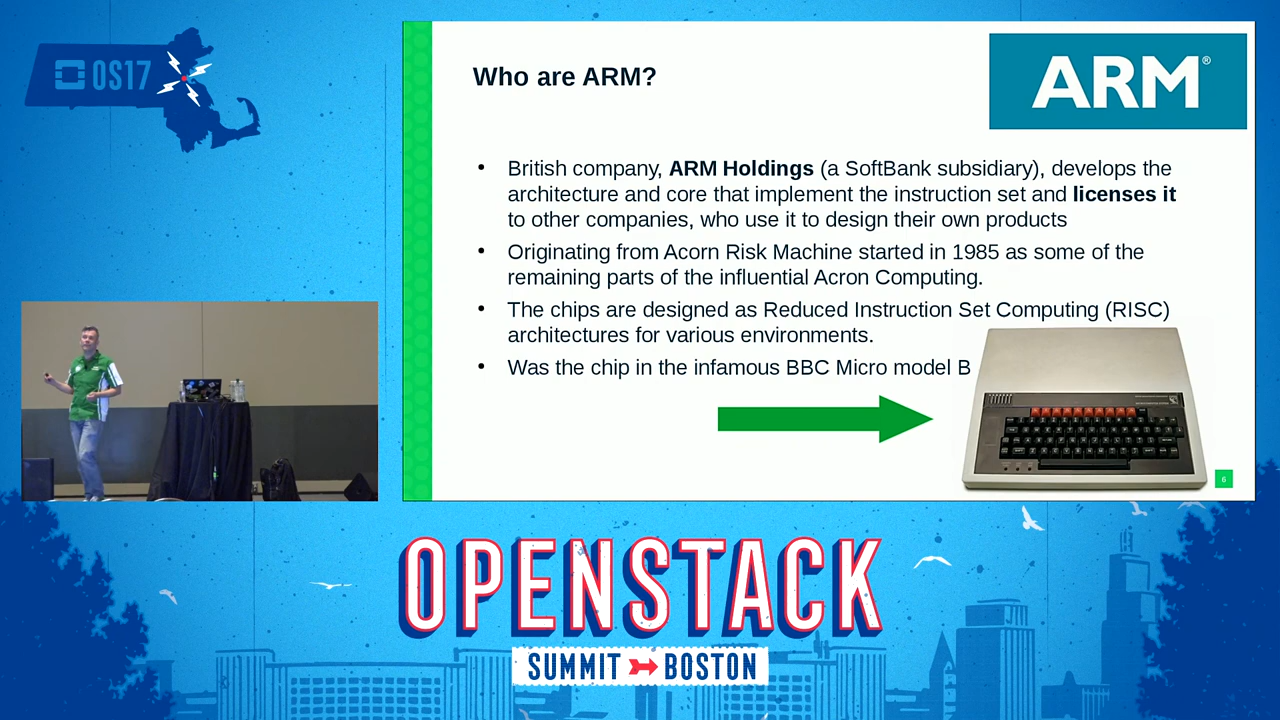 OS17
Who are ARM?
ARM®
• British company, ARM Holdings (a SoftBank subsidiary), develops the
architecture and core that implement the instruction set and licenses it
to other companies, who use it to design their own products
• Originating from Acorn Risk Machine started in 1985 as some of the
remaining parts of the influential Acron Computing.
• The chips are designed as Reduced Instruction Set Computing (RISC)
architectures for various environments.
• Was the chip in the infamous BBC Micro model B
6
OPENSTACK
SUMMIT BOSTON